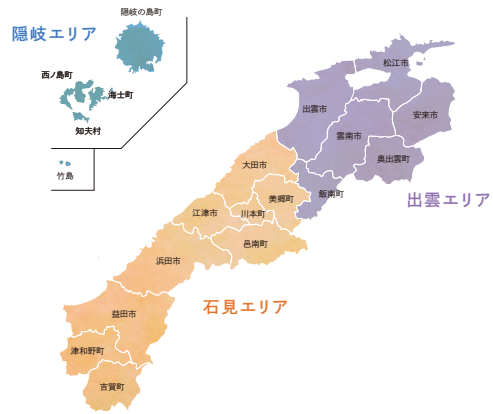 隠岐の島町
隠岐エリア
西ノ島町
海士町
知夫村
竹島
松江市
出雲市
安来市
雲南市
奥出雲町
飯南町
出雲エリア
大田市
美郷町
江津市
川本町
邑南町
浜田市
石見エリア
益田市
津和野町
吉賀町